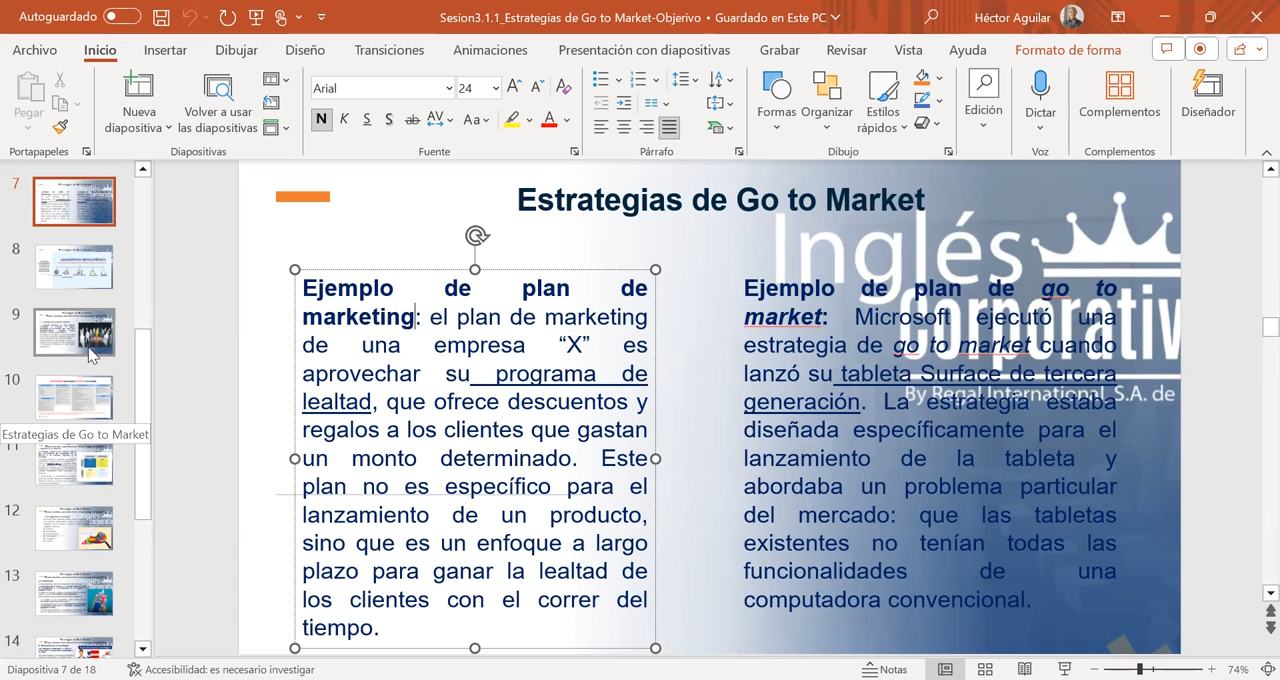 Autoguardado
Sesion3.1.1_Estrategias de Go to Market-Objerivo • Guardado en Este PC
Héctor Aguilar
Archivo Inicio Insertar Dibujar Diseño Transiciones Animaciones Presentación con diapositivas Grabar Revisar Vista Ayuda Formato de forma
Pegar
Nueva diapositiva
Volver a usar las diapositivas
Arial 24
N K S S ab AV Aa A
Formas Organizar Estilos rápidos
Edición
Dictar
Complementos
Diseñador
Portapapeles Diapositivas Fuente Párrafo Dibujo Voz Complementos
7
8
9
10
Estrategias de Go to Market
11
12
13
14
Estrategias de Go to Market
Inglés
Corporativ
By Regal International, S.A. de
Ejemplo de plan de
marketing: el plan de marketing
de una empresa “X” es
aprovechar su programa de
lealtad, que ofrece descuentos y
regalos a los clientes que gastan
un monto determinado. Este
plan no es específico para el
lanzamiento de un producto,
sino que es un enfoque a largo
plazo para ganar la lealtad de
los clientes con el correr del
tiempo.
Ejemplo de plan de go to
market: Microsoft ejecutó una
estrategia de go to market cuando
lanzó su tableta Surface de tercera
generación. La estrategia estaba
diseñada específicamente para el
lanzamiento de la tableta y
abordaba un problema particular
del mercado: que las tabletas
existentes no tenían todas las
funcionalidades de una
computadora convencional.
Diapositiva 7 de 18
Accesibilidad: es necesario investigar
Notas
74%